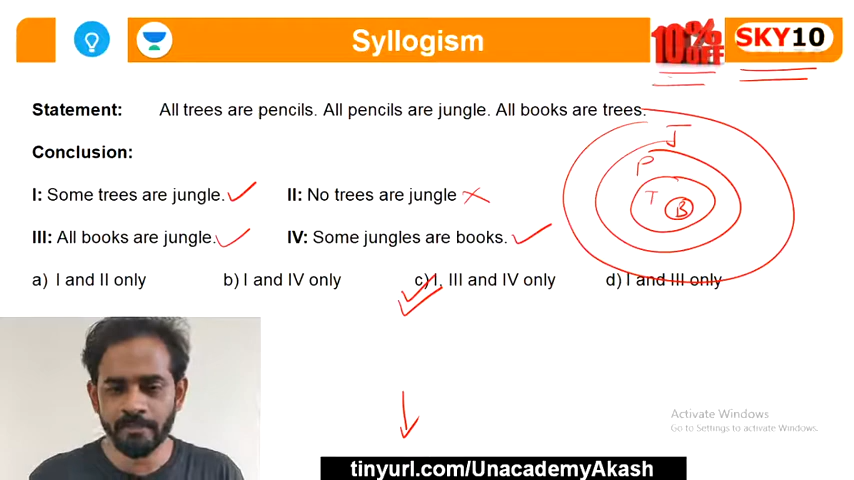 Syllogism
10% OFF
SKY10
Statement: All trees are pencils. All pencils are jungle. All books are trees.
Conclusion:
I: Some trees are jungle. II: No trees are jungle
III: All books are jungle. IV: Some jungles are books.
a) I and II only b) I and IV only c) I, III and IV only d) I and III only
J
P
T B
Activate Windows
Go to Settings to activate Windows.
tinyurl.com/UnacademyAkash